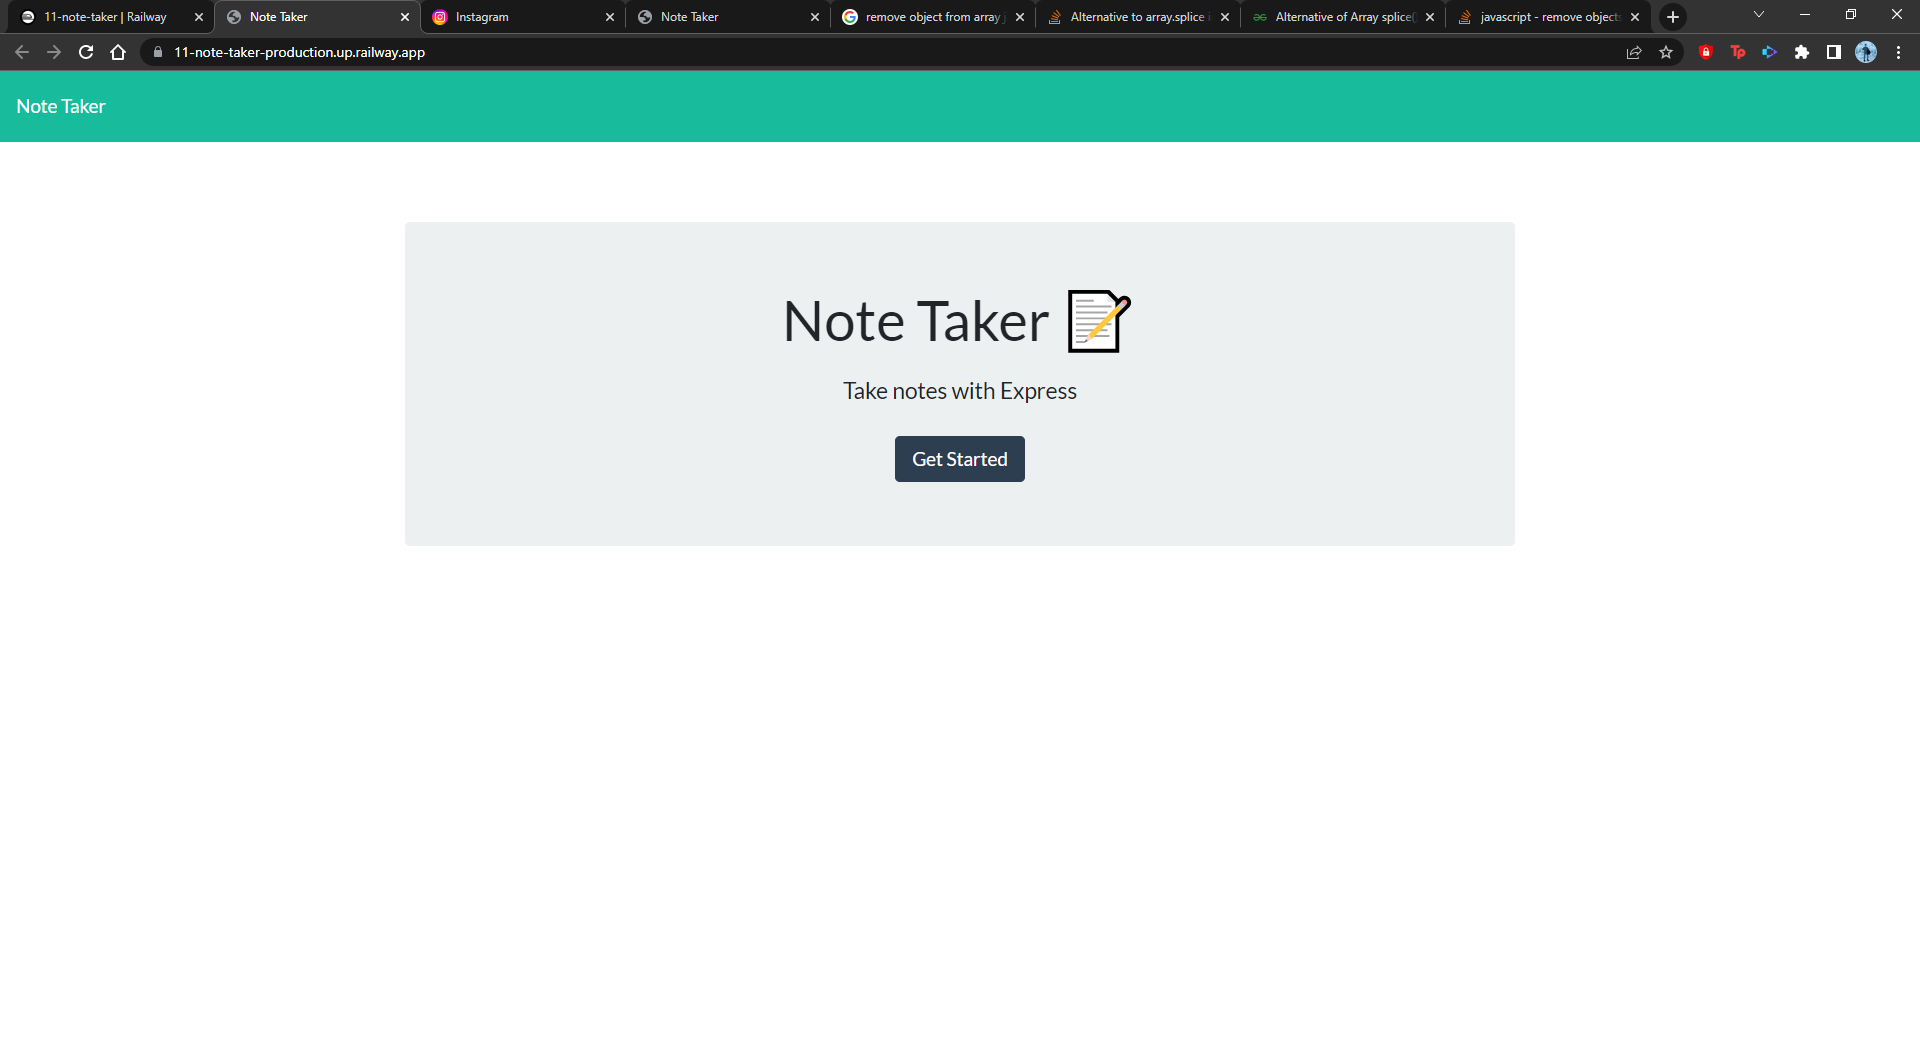 11-note-taker | Railway
Note Taker
Instagram
Note Taker
remove object from array
Alternative to array.splice
Alternative of Array splice(
javascript - remove objects
11-note-taker-production.up.railway.app
Tp
Note Taker
Note Taker
Take notes with Express
Get Started